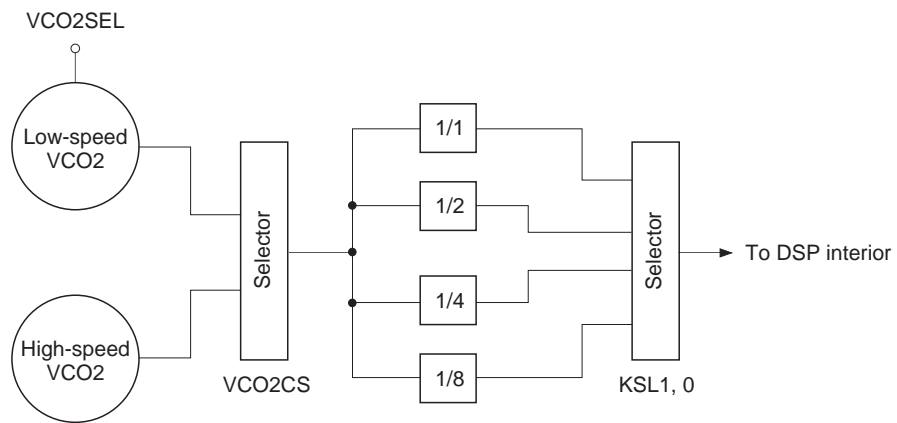 VCO2SEL
Low-speed
VCO2
High-speed
VCO2
Selector
VCO2CS
1/1
1/2
1/4
1/8
Selector
KSL1, 0
To DSP interior